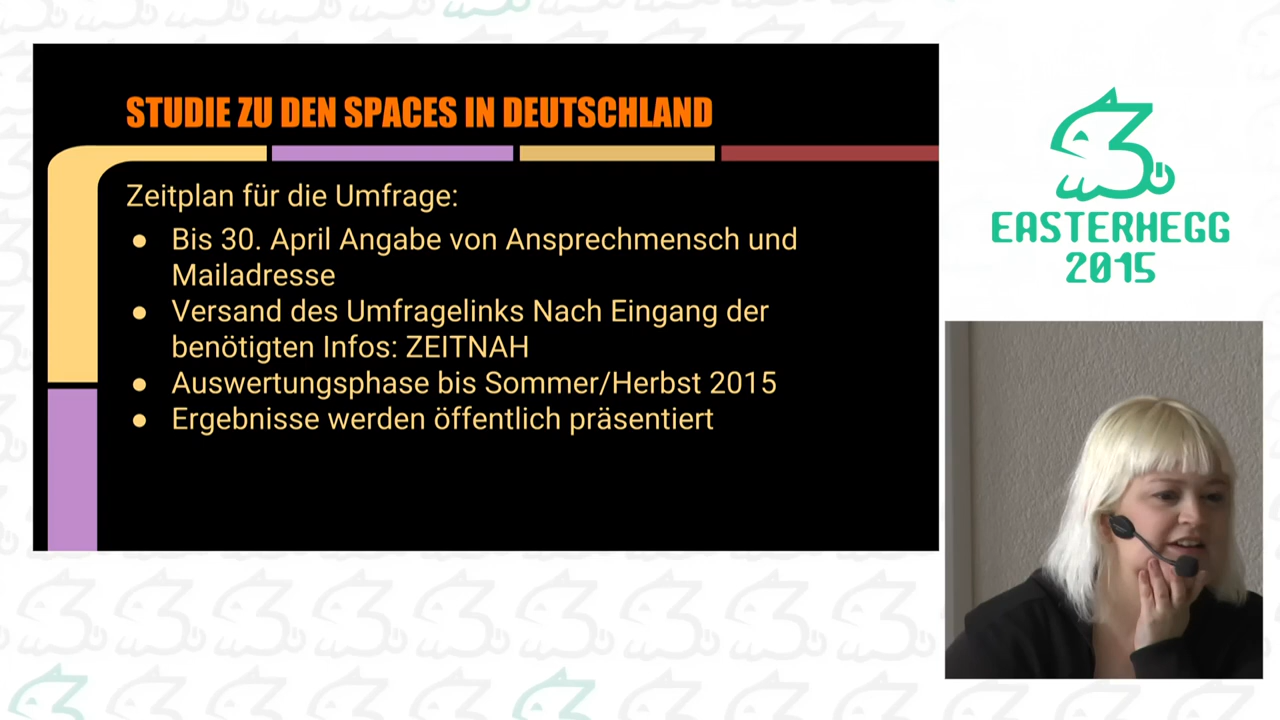 STUDIE ZU DEN SPACES IN DEUTSCHLAND
Zeitplan für die Umfrage:
● Bis 30. April Angabe von Ansprechmensch und
Mailadresse
● Versand des Umfragelinks Nach Eingang der
benötigten Infos: ZEITNAH
● Auswertungsphase bis Sommer/Herbst 2015
● Ergebnisse werden öffentlich präsentiert
EASTERHEGG
2015